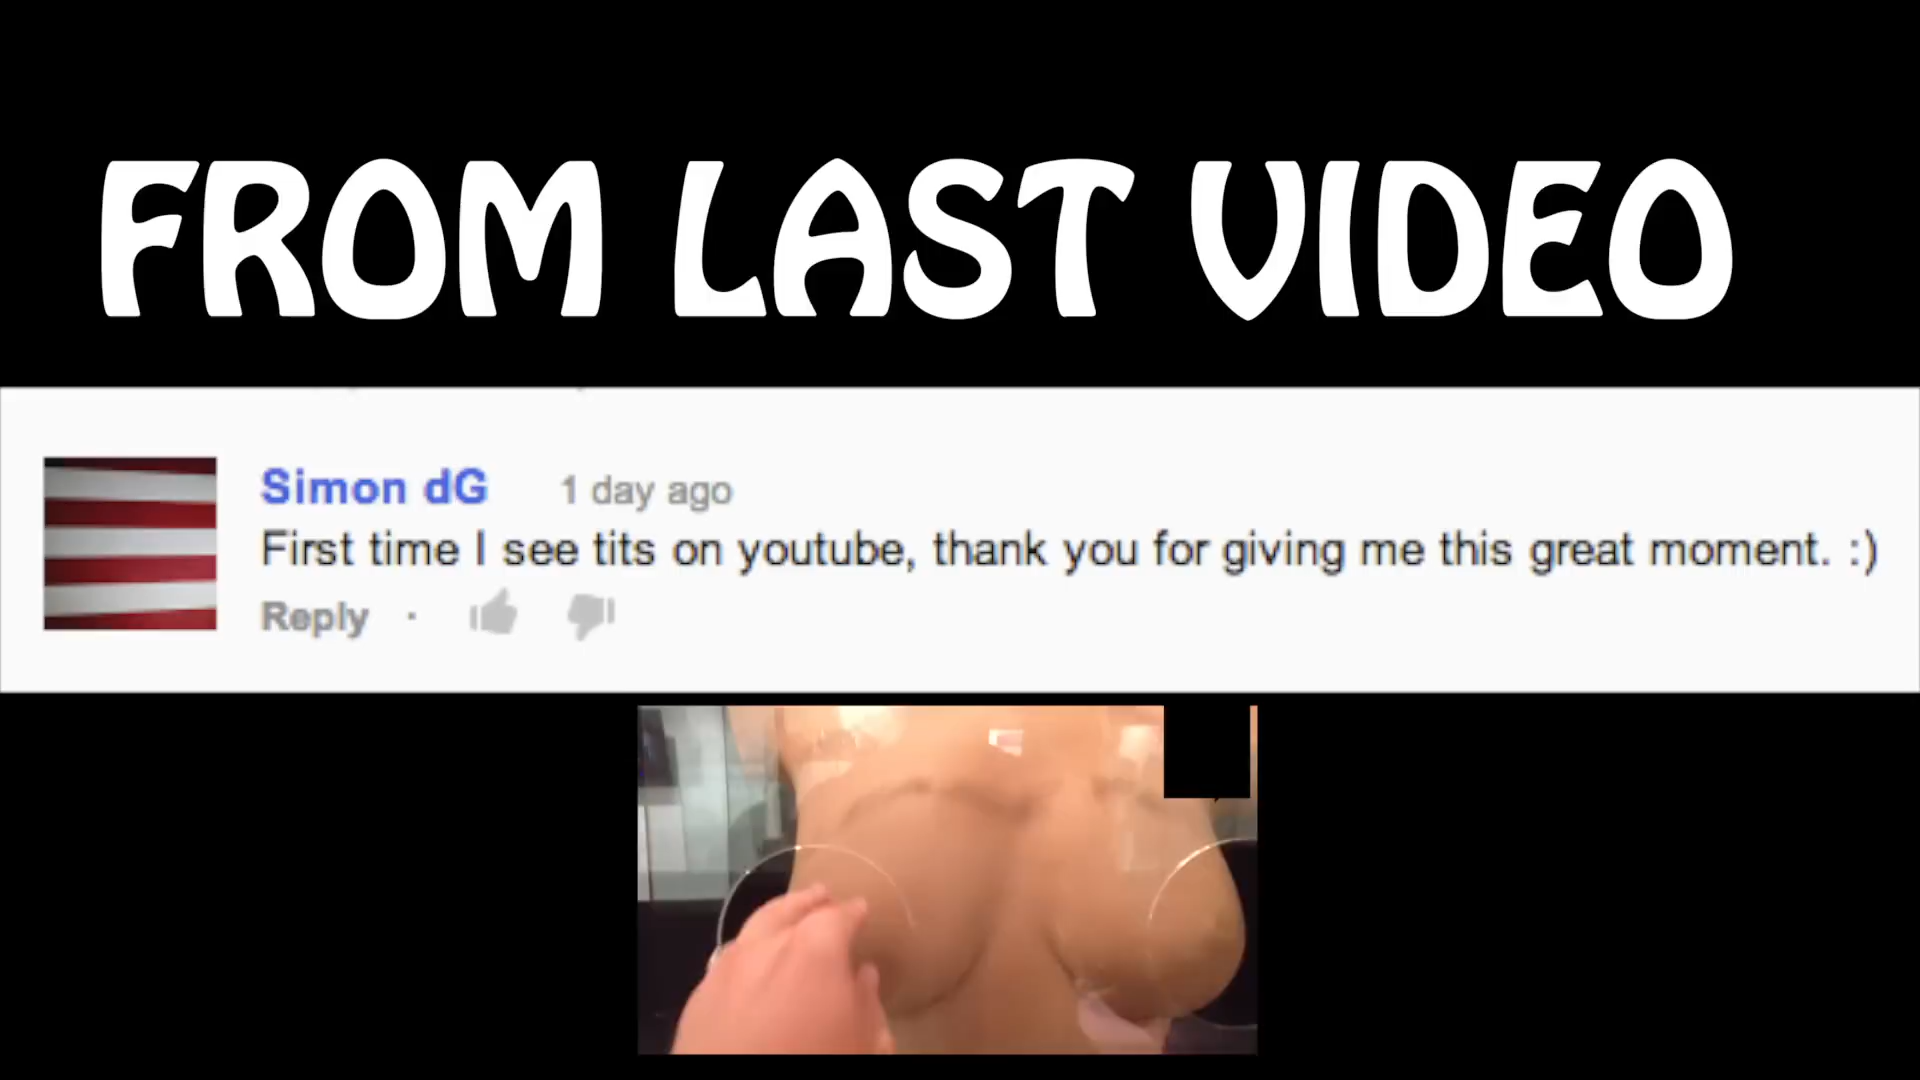 FROM LAST VIDEO
Simon dG 1 day ago
First time I see tits on youtube, thank you for giving me this great moment. :)
Reply ·